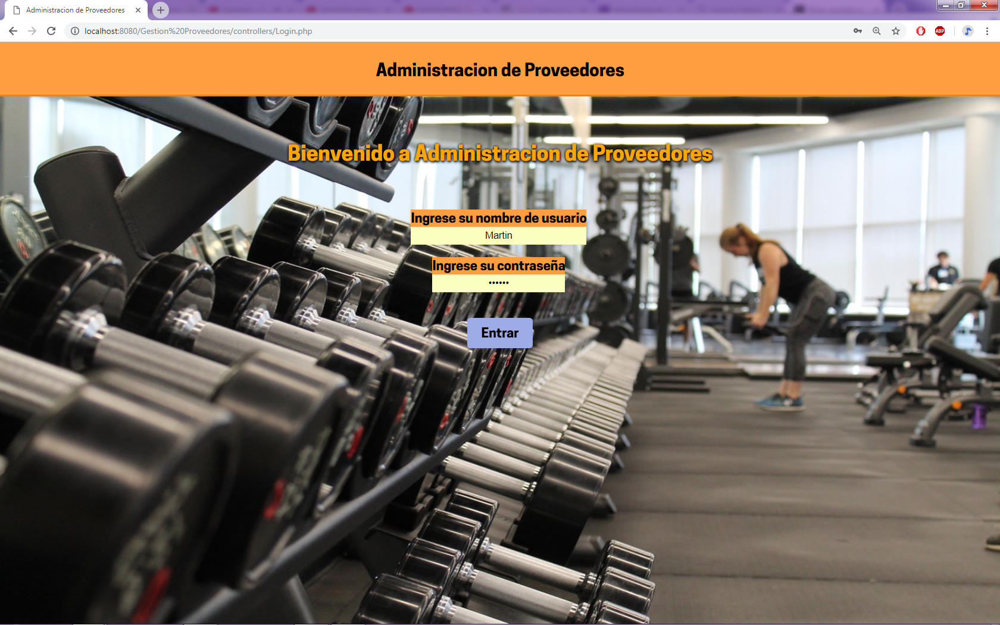 Administracion de Proveedores
localhost:8080/Gestion%20Proveedores/controllers/Login.php
ABP
Administracion de Proveedores
Bienvenido a Administracion de Proveedores
Ingrese su nombre de usuario
Martin
Ingrese su contraseña
••••••
Entrar